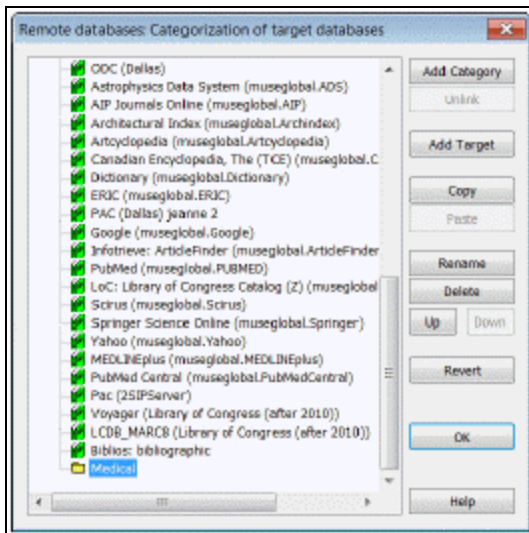 Remote databases: Categorization of target databases
ODC (Dallas)
Astrophysics Data System (museglobal.ADS)
AIP Journals Online (museglobal.AIP)
Architectural Index (museglobal.Archindex)
Artcyclopedia (museglobal.Artcyclopedia)
Canadian Encyclopedia, The (TCE) (museglobal.C
Dictionary (museglobal.Dictionary)
ERIC (museglobal.ERIC)
PAC (Dallas) jeanne 2
Google (museglobal.Google)
Infotrieve: ArticleFinder (museglobal.ArticleFinder
PubMed (museglobal.PUBMED)
LoC: Library of Congress Catalog (Z) (museglobal
Scirus (museglobal.Scirus)
Springer Science Online (museglobal.Springer)
Yahoo (museglobal.Yahoo)
MEDLINEplus (museglobal.MEDLINEplus)
PubMed Central (museglobal.PubMedCentral)
Pac (2SIPServer)
Voyager (Library of Congress (after 2010))
LCDB_MARC8 (Library of Congress (after 2010))
Biblios: bibliographic
Medical
Add Category
Unlink
Add Target
Copy
Paste
Rename
Delete
Up Down
Revert
OK
Help